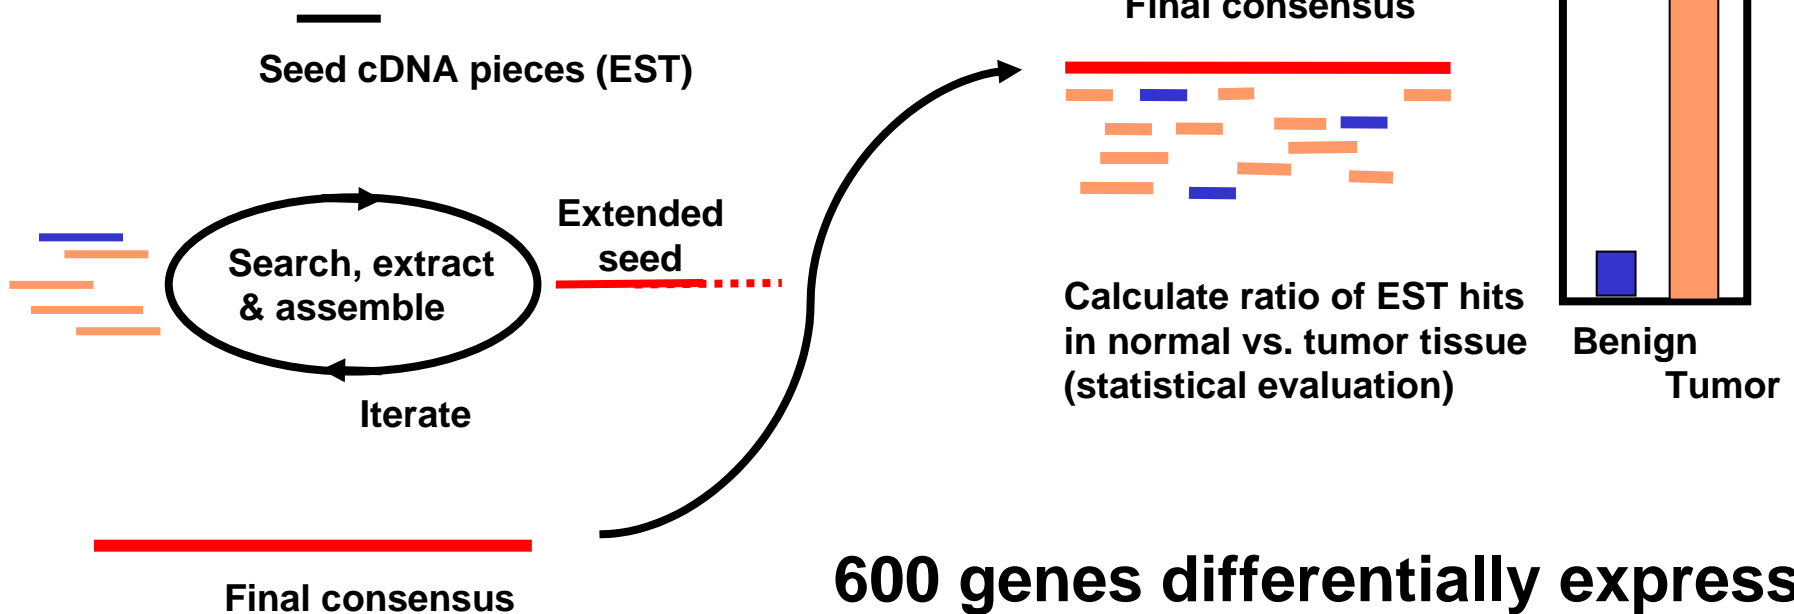 Seed cDNA pieces (EST)
Search, extract
& assemble
Extended
seed
Iterate
Final consensus
Final consensus
Calculate ratio of EST hits
in normal vs. tumor tissue
(statistical evaluation)
Benign
Tumor
600 genes differentially express